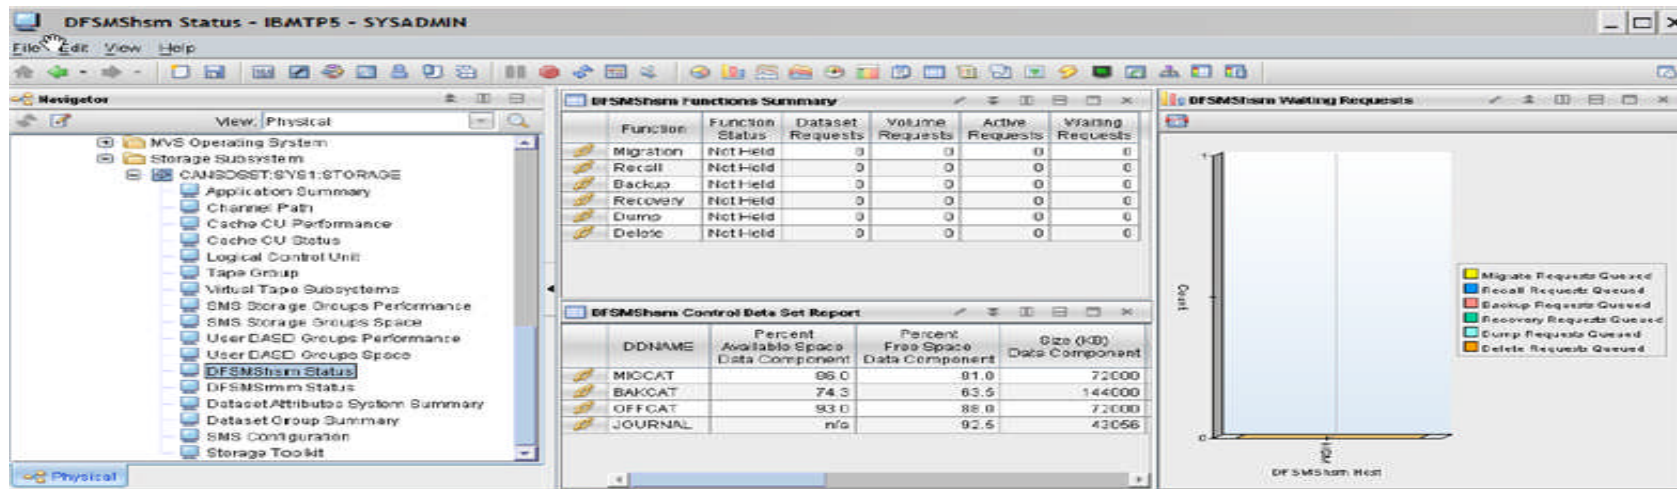 DFSMShsm Status - IBMTP5 - SYSADMIN
File Edit View Help
Navigator
View: Physical
MVS Operating System
Storage Subsystem
CANSDSST:SYS1:STORAGE
Application Summary
Channel Path
Cache CU Performance
Cache CU Status
Logical Control Unit
Tape Group
Virtual Tape Subsystems
SMS Storage Groups Performance
SMS Storage Groups Space
User DASD Groups Performance
User DASD Groups Space
DFSMShsm Status
DFSMSrmm Status
Dataset Attributes System Summary
Dataset Group Summary
SMS Configuration
Storage Toolkit
Physical
DFSMShsm Functions Summary
Function Function Status Dataset Requests Volume Requests Active Requests Waiting Requests
Migration Not Held 0 0 0 0
Recall Not Held 0 0 0 0
Backup Not Held 0 0 0 0
Recovery Not Held 0 0 0 0
Dump Not Held 0 0 0 0
Delete Not Held 0 0 0 0
DFSMShsm Control Data Set Report
DDNAME Percent Available Space Data Component Percent Free Space Data Component Size (KB) Data Component
MIGCAT 86.0 81.0 72000
BAKCAT 74.3 63.5 144000
OFFCAT 93.0 88.0 72000
JOURNAL n/a 92.5 43056
DFSMShsm Waiting Requests
1
Count
0
HSM
DFSMShsm Host
Migrate Requests Queued
Recall Requests Queued
Backup Requests Queued
Recovery Requests Queued
Dump Requests Queued
Delete Requests Queued